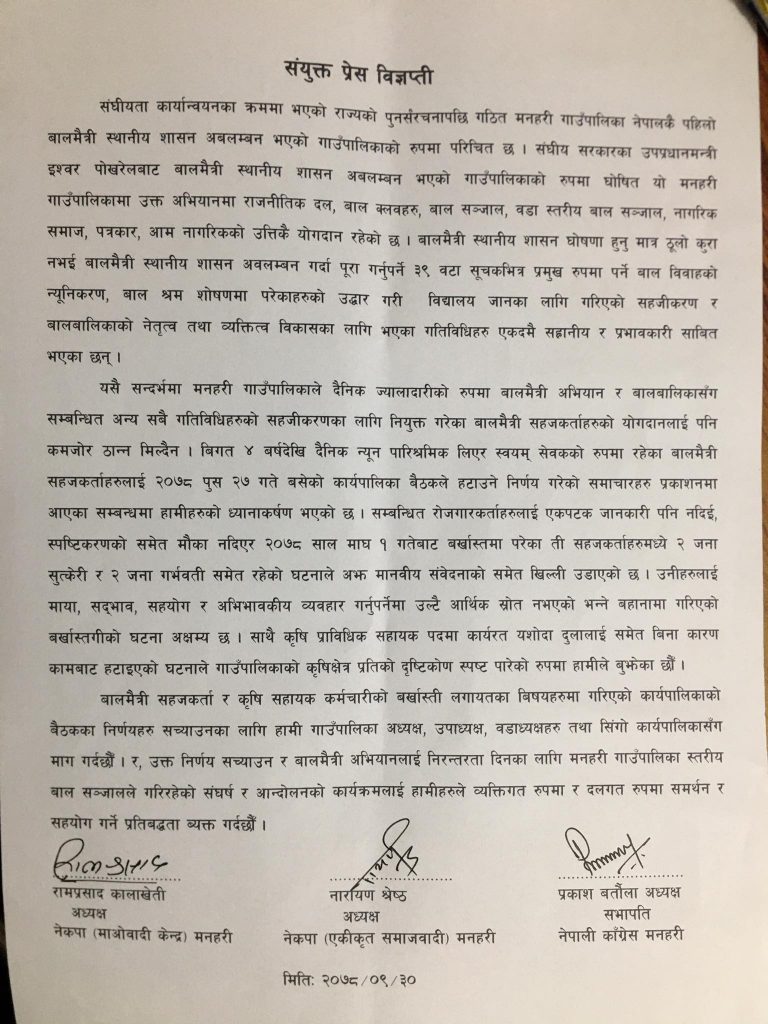 संयुक्त प्रेस विज्ञप्ती
संघीयता कार्यान्वयनका क्रममा भएको राज्यको पुनर्संरचनापछि गठित मनहरी गाउँपालिका नेपालकै पहिलो
बालमैत्री स्थानीय शासन अबलम्बन भएको गाउँपालिकाको रुपमा परिचित छ । संघीय सरकारका उपप्रधानमन्त्री
इश्वर पोखरेलबाट बालमैत्री स्थानीय शासन अबलम्बन भएको गाउँपालिकाको रुपमा घोषित यो मनहरी
गाउँपालिकामा उक्त अभियानमा राजनीतिक दल, बाल क्लवहरु, बाल सञ्जाल, वडा स्तरीय बाल सञ्जाल, नागरिक
समाज, पत्रकार, आम नागरिकको उत्तिकै योगदान रहेको छ । बालमैत्री स्थानीय शासन घोषणा हुनु मात्र ठूलो कुरा
नभई बालमैत्री स्थानीय शासन अवलम्बन गर्दा पूरा गर्नुपर्ने ३९ वटा सूचकभित्र प्रमुख रुपमा पर्ने बाल विवाहको
न्यूनिकरण, बाल श्रम शोषणमा परेकाहरुको उद्धार गरी विद्यालय जानका लागि गरिएको सहजीकरण र
बालबालिकाको नेतृत्व तथा व्यक्तित्व विकासका लागि भएका गतिविधिहरु एकदमै सह्रानीय र प्रभावकारी साबित
भएका छन् ।
यसै सन्दर्भमा मनहरी गाउँपालिकाले दैनिक ज्यालादारीको रुपमा बालमैत्री अभियान र बालबालिकासँग
सम्बन्धित अन्य सबै गतिविधिहरुको सहजीकरणका लागि नियुक्त गरेका बालमैत्री सहजकर्ताहरुको योगदानलाई पनि
कमजोर ठान्न मिल्दैन । बिगत ४ बर्षदेखि दैनिक न्यून पारिश्रमिक लिएर स्वयम् सेवकको रुपमा रहेका बालमैत्री
सहजकर्ताहरुलाई २०७८ पुस २७ गते बसेको कार्यपालिका बैठकले हटाउने निर्णय गरेको समाचारहरु प्रकाशनमा
आएका सम्बन्धमा हामीहरुको ध्यानाकर्षण भएको छ । सम्बन्धित रोजगारकर्ताहरुलाई एकपटक जानकारी पनि नदिई,
स्पष्टिकरणको समेत मौका नदिएर २०७८ साल माघ १ गतेबाट बर्खास्तमा परेका ती सहजकर्ताहरुमध्ये २ जना
सुत्केरी र २ जना गर्भवती समेत रहेको घटनाले अझ मानवीय संवेदनाको समेत खिल्ली उडाएको छ । उनीहरुलाई
माया, सद्भाव, सहयोग र अभिभावकीय व्यवहार गर्नुपर्नेमा उल्टै आर्थिक स्रोत नभएको भन्ने बहानामा गरिएको
बर्खास्तगीको घटना अक्षम्य छ । साथै कृषि प्राविधिक सहायक पदमा कार्यरत यशोदा दुलालाई समेत बिना कारण
कामबाट हटाइएको घटनाले गाउँपालिकाको कृषिक्षेत्र प्रतिको दृष्टिकोण स्पष्ट पारेको रुपमा हामीले बुझेका छौँ ।
बालमैत्री सहजकर्ता र कृषि सहायक कर्मचारीको बर्खास्ती लगायतका बिषयहरुमा गरिएको कार्यपालिकाको
बैठकका निर्णयहरु सच्याउनका लागि हामी गाउँपालिका अध्यक्ष, उपाध्यक्ष, वडाध्यक्षहरु तथा सिंगो कार्यपालिकासँग
माग गर्दछौँ । र, उक्त निर्णय सच्याउन र बालमैत्री अभियानलाई निरन्तरता दिनका लागि मनहरी गाउँपालिका स्तरीय
बाल सञ्जालले गरिरहेको संघर्ष र आन्दोलनको कार्यक्रमलाई हामीहरुले व्यक्तिगत रुपमा र दलगत रुपमा समर्थन र
सहयोग गर्ने प्रतिबद्धता ब्यक्त गर्दछौँ ।
रामप्रसाद कालाखेती नारायण श्रेष्ठ प्रकाश बर्तौला अध्यक्ष
अध्यक्ष अध्यक्ष सभापति
नेकपा (माओवादी केन्द्र) मनहरी नेकपा (एकीकृत समाजवादी) मनहरी नेपाली काँग्रेस मनहरी
मितिः २०७८/०९/३०